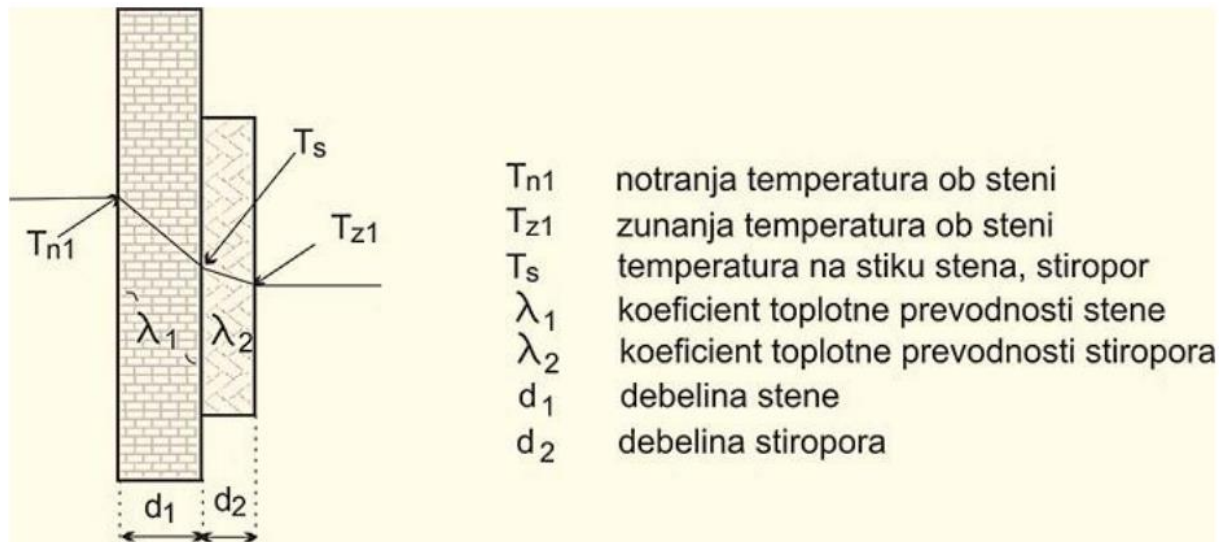 Tn1
Ts
Tz1
λ1
λ2
d1
d2
Tn1 notranja temperatura ob steni
Tz1 zunanja temperatura ob steni
Ts temperatura na stiku stena, stiropor
λ1 koeficient toplotne prevodnosti stene
λ2 koeficient toplotne prevodnosti stiropora
d1 debelina stene
d2 debelina stiropora